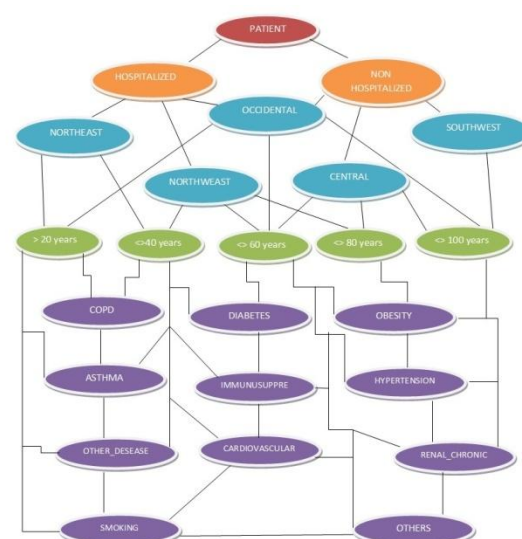 PATIENT
HOSPITALIZED
NON
HOSPITALIZED
OCCIDENTAL
NORTHEAST
SOUTHWEST
NORTHWEAST
CENTRAL
> 20 years
<>40 years
<> 60 years
<> 80 years
<> 100 years
COPD
DIABETES
OBESITY
ASTHMA
IMMUNUSUPPRE
HYPERTENSION
OTHER_DESEASE
CARDIOVASCULAR
RENAL_CHRONIC
SMOKING
OTHERS